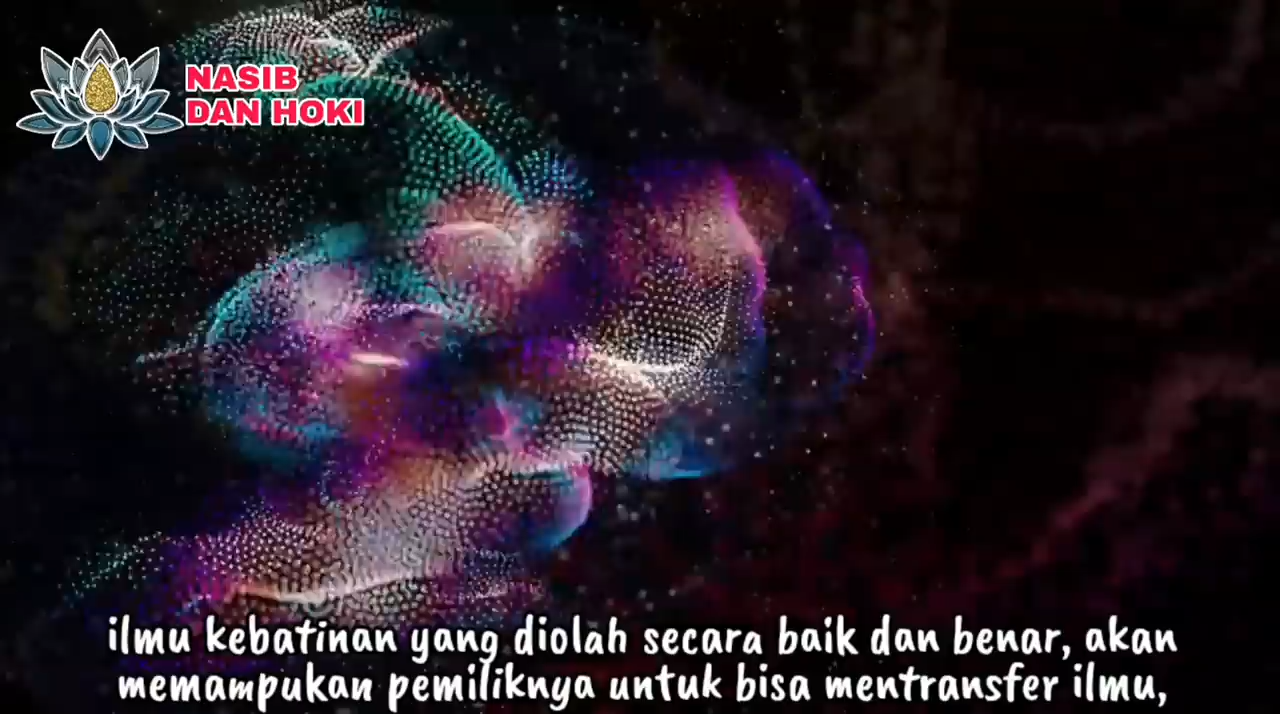 NASIB
DAN HOKI
ilmu kebatinan yang diolah secara baik dan benar, akan
memampukan pemiliknya untuk bisa mentransfer ilmu,